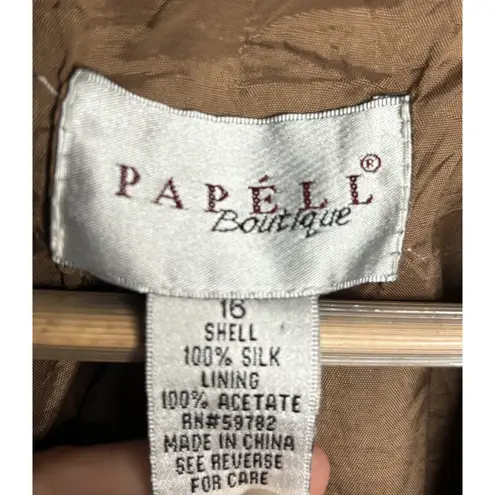 PAPÉLL®
Boutique
16
SHELL
100% SILK
LINING
100% ACETATE
RN#59782
MADE IN CHINA
SEE REVERSE
FOR CARE